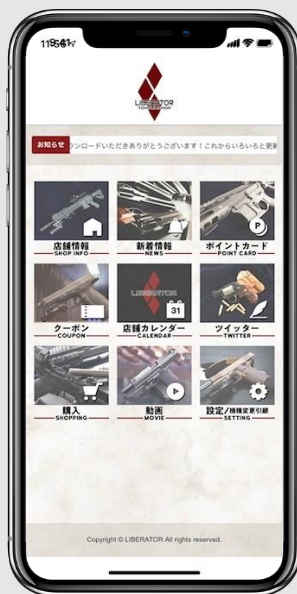 LIBERATOR
お知らせ
ウンロードいただきありがとうございます!これからいろいろと更新
店舗情報
SHOP INFO
新着情報
NEWS
ポイントカード
POINT CARD
P
クーポン
COUPON
LIBERATOR
31
店舗カレンダー
CALENDAR
ツイッター
TWITTER
購入
SHOPPING
動画
MOVIE
設定/機種変更引継
SETTING
Copyright © LIBERATOR All rights reserved.